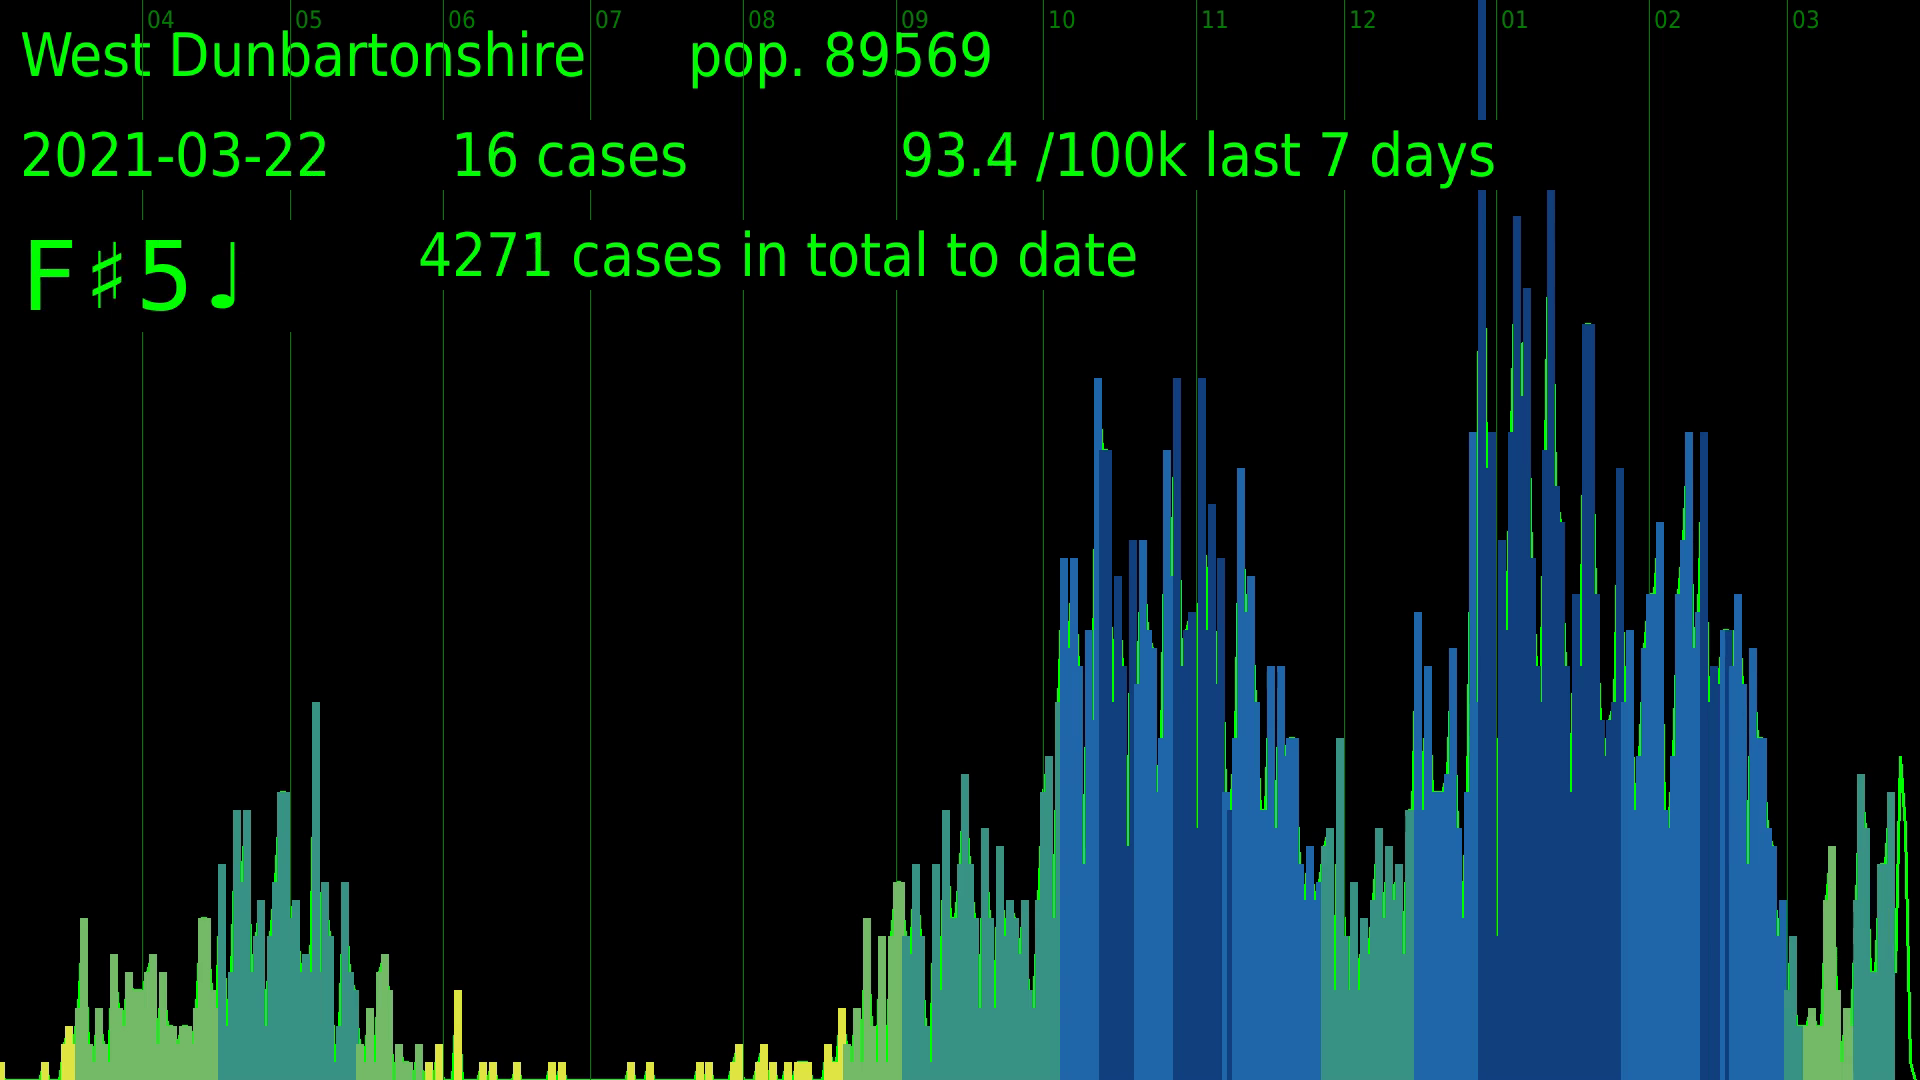 04 05 06 07 08 09 10 11 12 01 02 03
West Dunbartonshire pop. 89569
2021-03-22 16 cases 93.4 /100k last 7 days
F♯5♩ 4271 cases in total to date